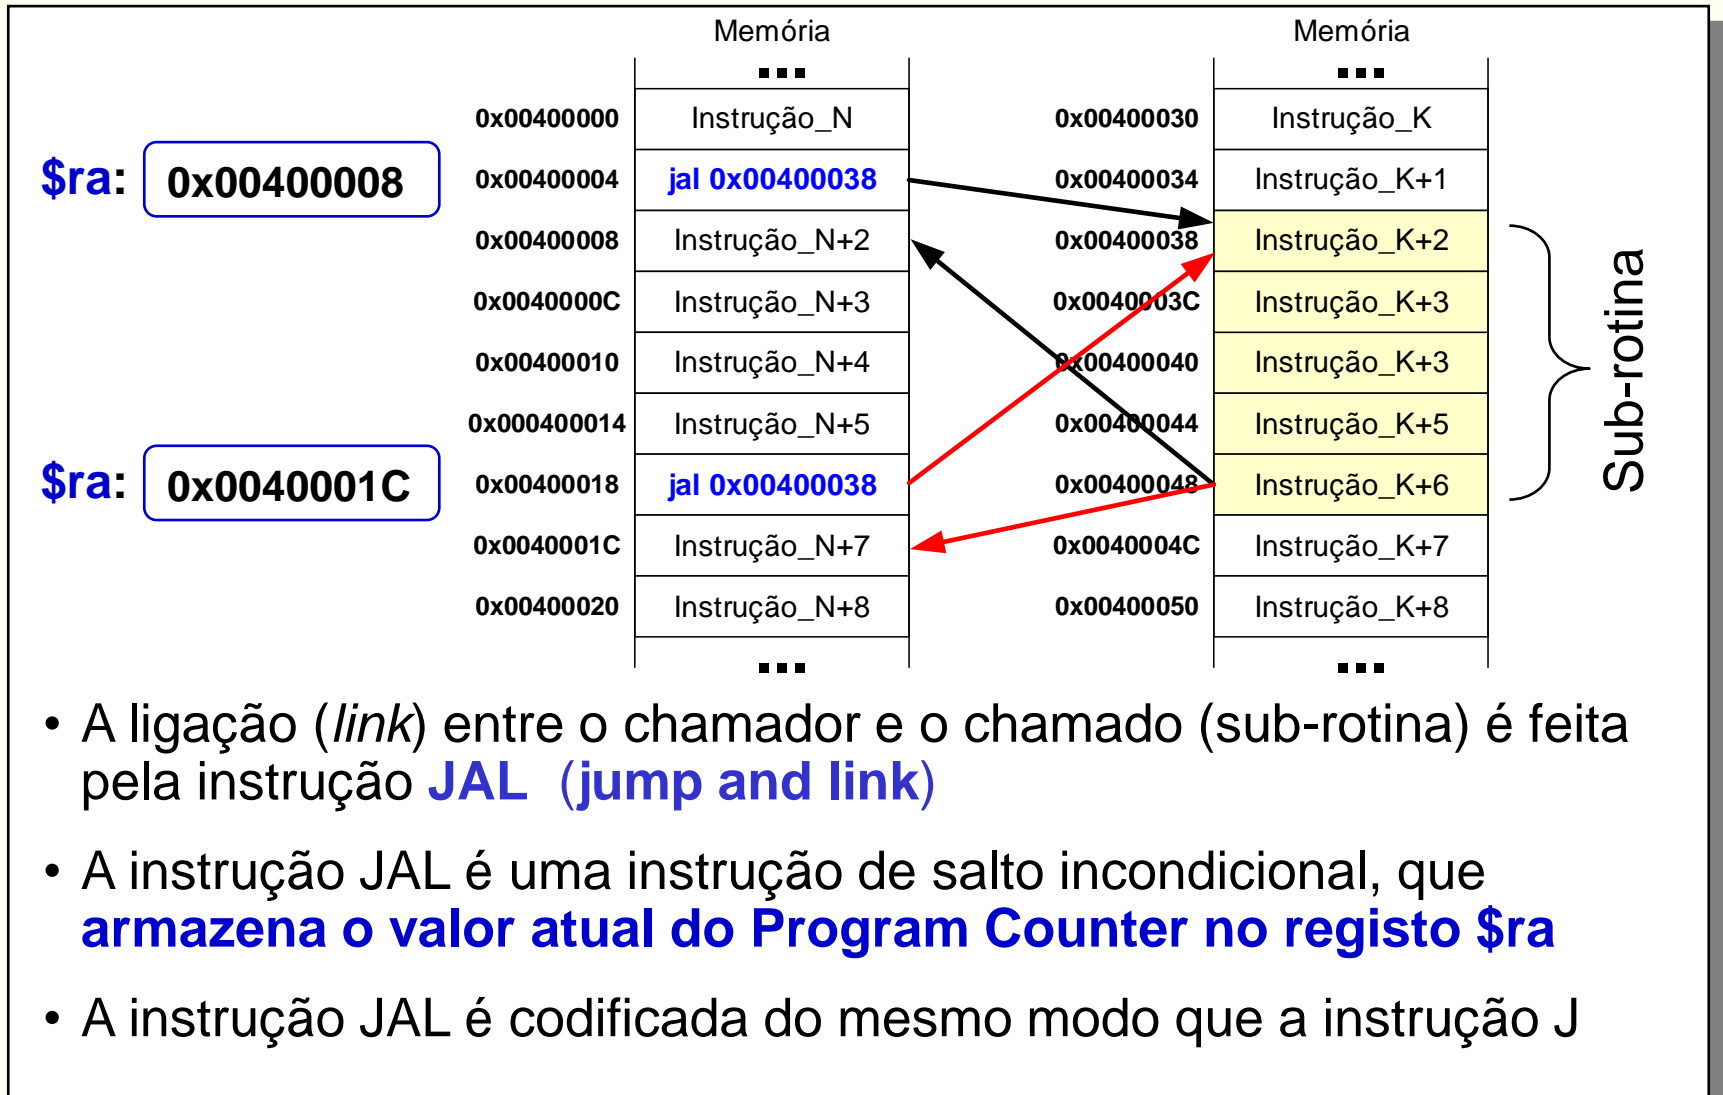 Memória Memória
0x00400000 Instrução_N 0x00400030 Instrução_K
$ra: 0x00400008 0x00400004 jal 0x00400038 0x00400034 Instrução_K+1
0x00400008 Instrução_N+2 0x00400038 Instrução_K+2
0x0040000C Instrução_N+3 0x0040003C Instrução_K+3
0x00400010 Instrução_N+4 0x00400040 Instrução_K+3
0x000400014 Instrução_N+5 0x00400044 Instrução_K+5
$ra: 0x0040001C 0x00400018 jal 0x00400038 0x00400048 Instrução_K+6
0x0040001C Instrução_N+7 0x0040004C Instrução_K+7
0x00400020 Instrução_N+8 0x00400050 Instrução_K+8
Sub-rotina
• A ligação (link) entre o chamador e o chamado (sub-rotina) é feita
pela instrução JAL (jump and link)
• A instrução JAL é uma instrução de salto incondicional, que
armazena o valor atual do Program Counter no registo $ra
• A instrução JAL é codificada do mesmo modo que a instrução J